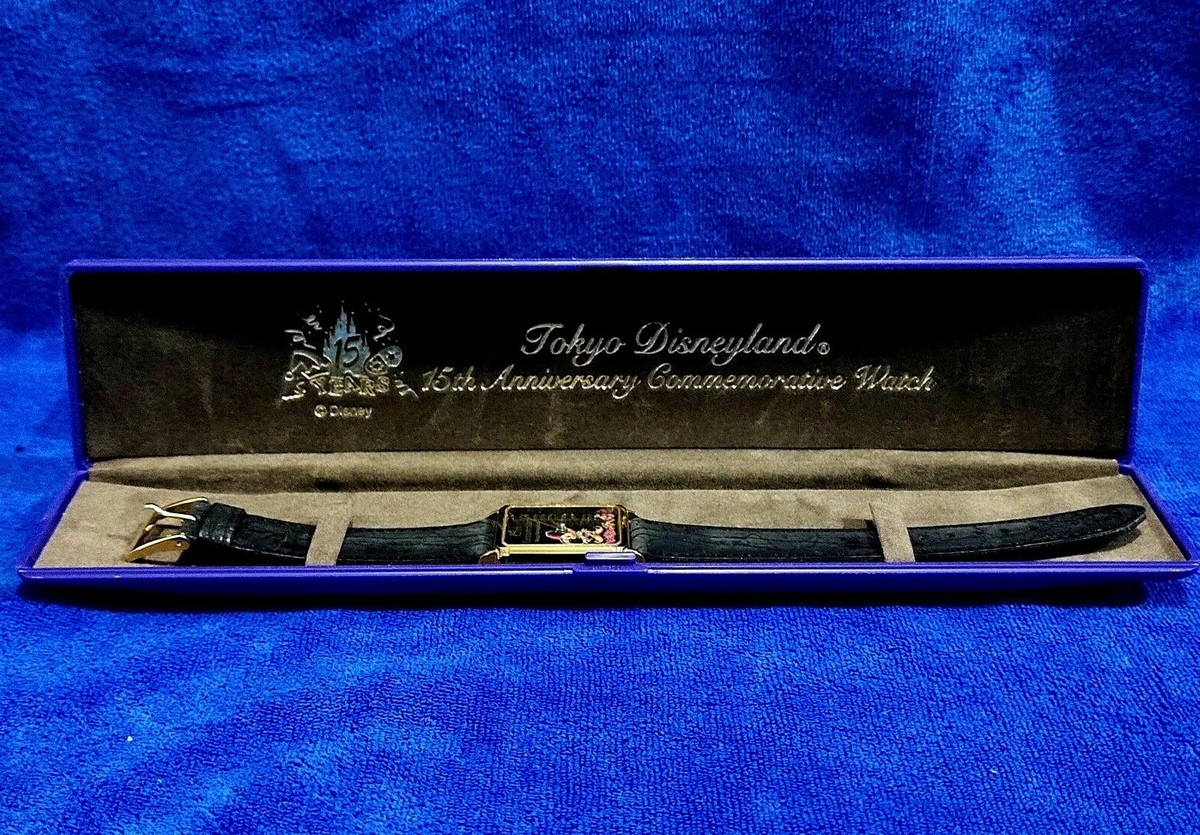 15
YEARS
© Disney
Tokyo Disneyland®
15th Anniversary Commemorative Watch